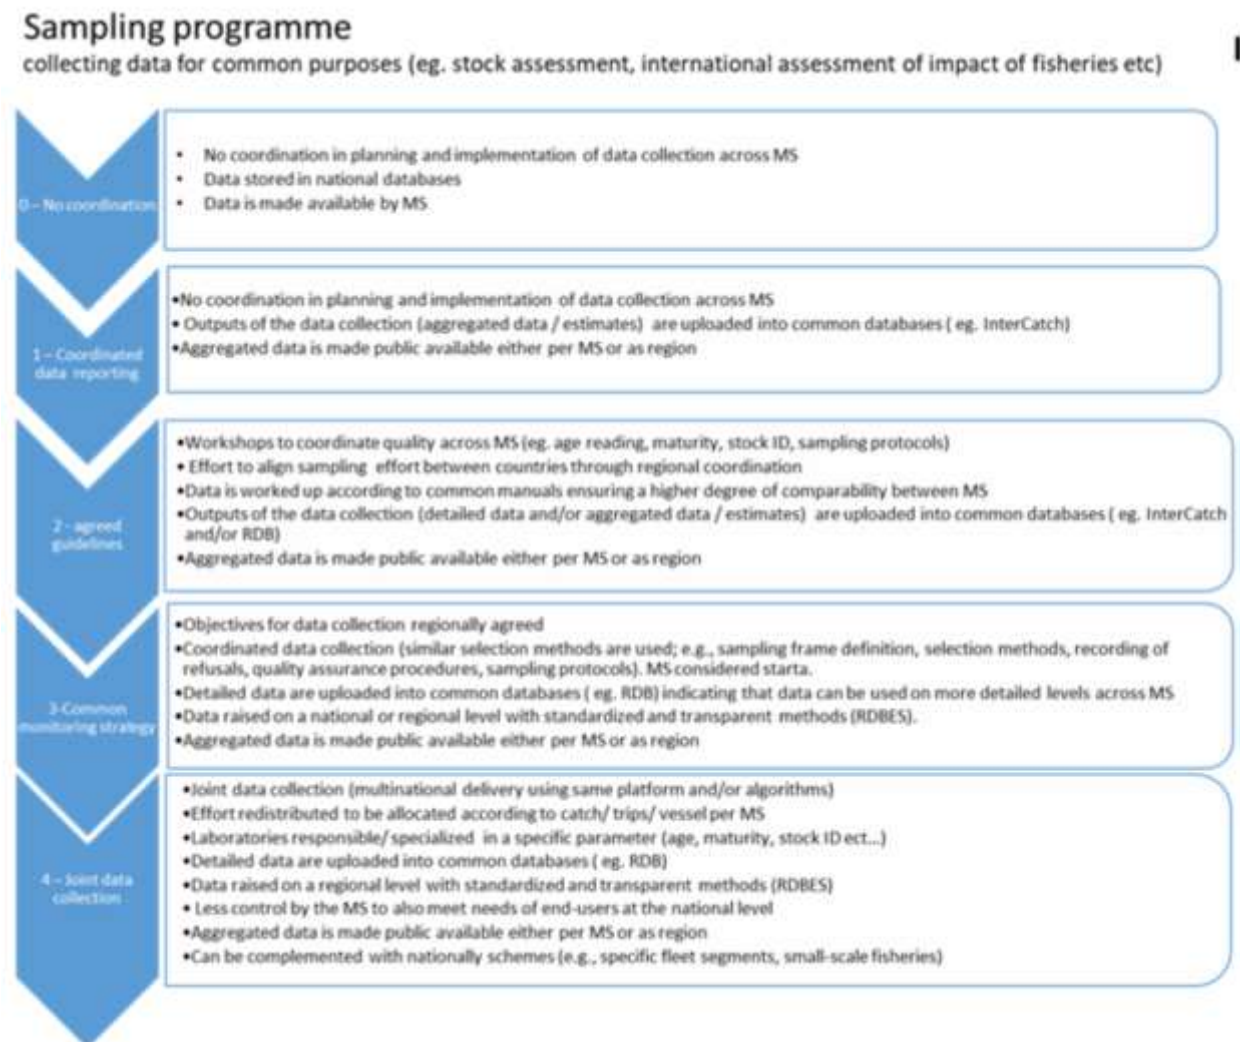 Sampling programme
collecting data for common purposes (eg. stock assessment, international assessment of impact of fisheries etc)
0 – No coordination
• No coordination in planning and implementation of data collection across MS
• Data stored in national databases
• Data is made available by MS
1 – Coordinated
data reporting
•No coordination in planning and implementation of data collection across MS
• Outputs of the data collection (aggregated data / estimates) are uploaded into common databases ( eg. InterCatch)
•Aggregated data is made public available either per MS or as region
2 - agreed
guidelines
•Workshops to coordinate quality across MS (eg. age reading, maturity, stock ID, sampling protocols)
• Effort to align sampling effort between countries through regional coordination
•Data is worked up according to common manuals ensuring a higher degree of comparability between MS
•Outputs of the data collection (detailed data and/or aggregated data / estimates) are uploaded into common databases ( eg. InterCatch
and/or RDB)
•Aggregated data is made public available either per MS or as region
3-Common
monitoring strategy
•Objectives for data collection regionally agreed
•Coordinated data collection (similar selection methods are used; e.g., sampling frame definition, selection methods, recording of
refusals, quality assurance procedures, sampling protocols). MS considered starta.
•Detailed data are uploaded into common databases ( eg. RDB) indicating that data can be used on more detailed levels across MS
•Data raised on a national or regional level with standardized and transparent methods (RDBES).
•Aggregated data is made public available either per MS or as region
4 – Joint data
collection
•Joint data collection (multinational delivery using same platform and/or algorithms)
•Effort redistributed to be allocated according to catch/ trips/ vessel per MS
•Laboratories responsible/ specialized in a specific parameter (age, maturity, stock ID ect...)
•Detailed data are uploaded into common databases ( eg. RDB)
•Data raised on a regional level with standardized and transparent methods (RDBES)
• Less control by the MS to also meet needs of end-users at the national level
•Aggregated data is made public available either per MS or as region
•Can be complemented with nationally schemes (e.g., specific fleet segments, small-scale fisheries)